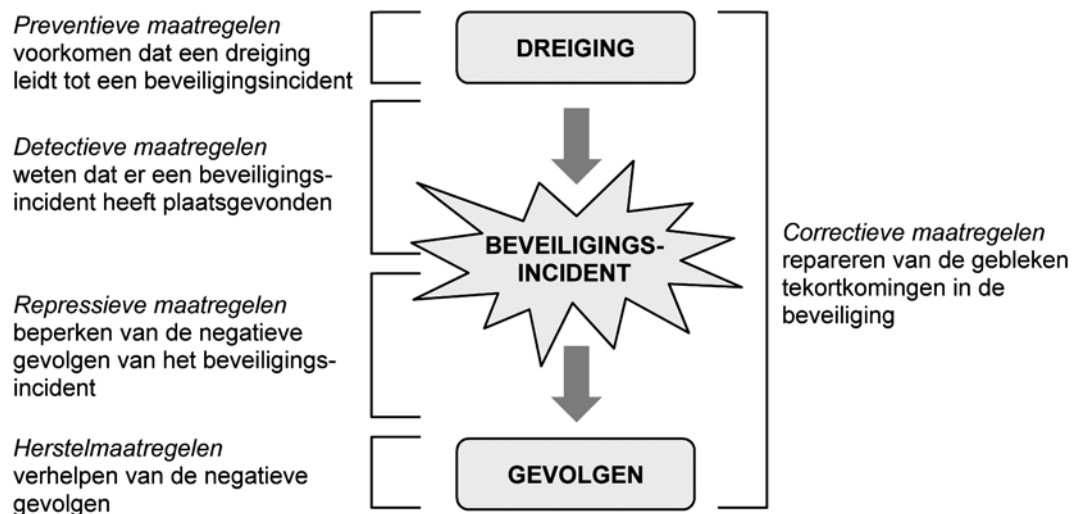 Preventieve maatregelen
voorkomen dat een dreiging
leidt tot een beveiligingsincident
DREIGING
Detectieve maatregelen
weten dat er een beveiligings-
incident heeft plaatsgevonden
BEVEILIGINGS-
INCIDENT
Correctieve maatregelen
repareren van de gebleken
tekortkomingen in de
beveiliging
Repressieve maatregelen
beperken van de negatieve
gevolgen van het beveiligings-
incident
Herstelmaatregelen
verhelpen van de negatieve
gevolgen
GEVOLGEN